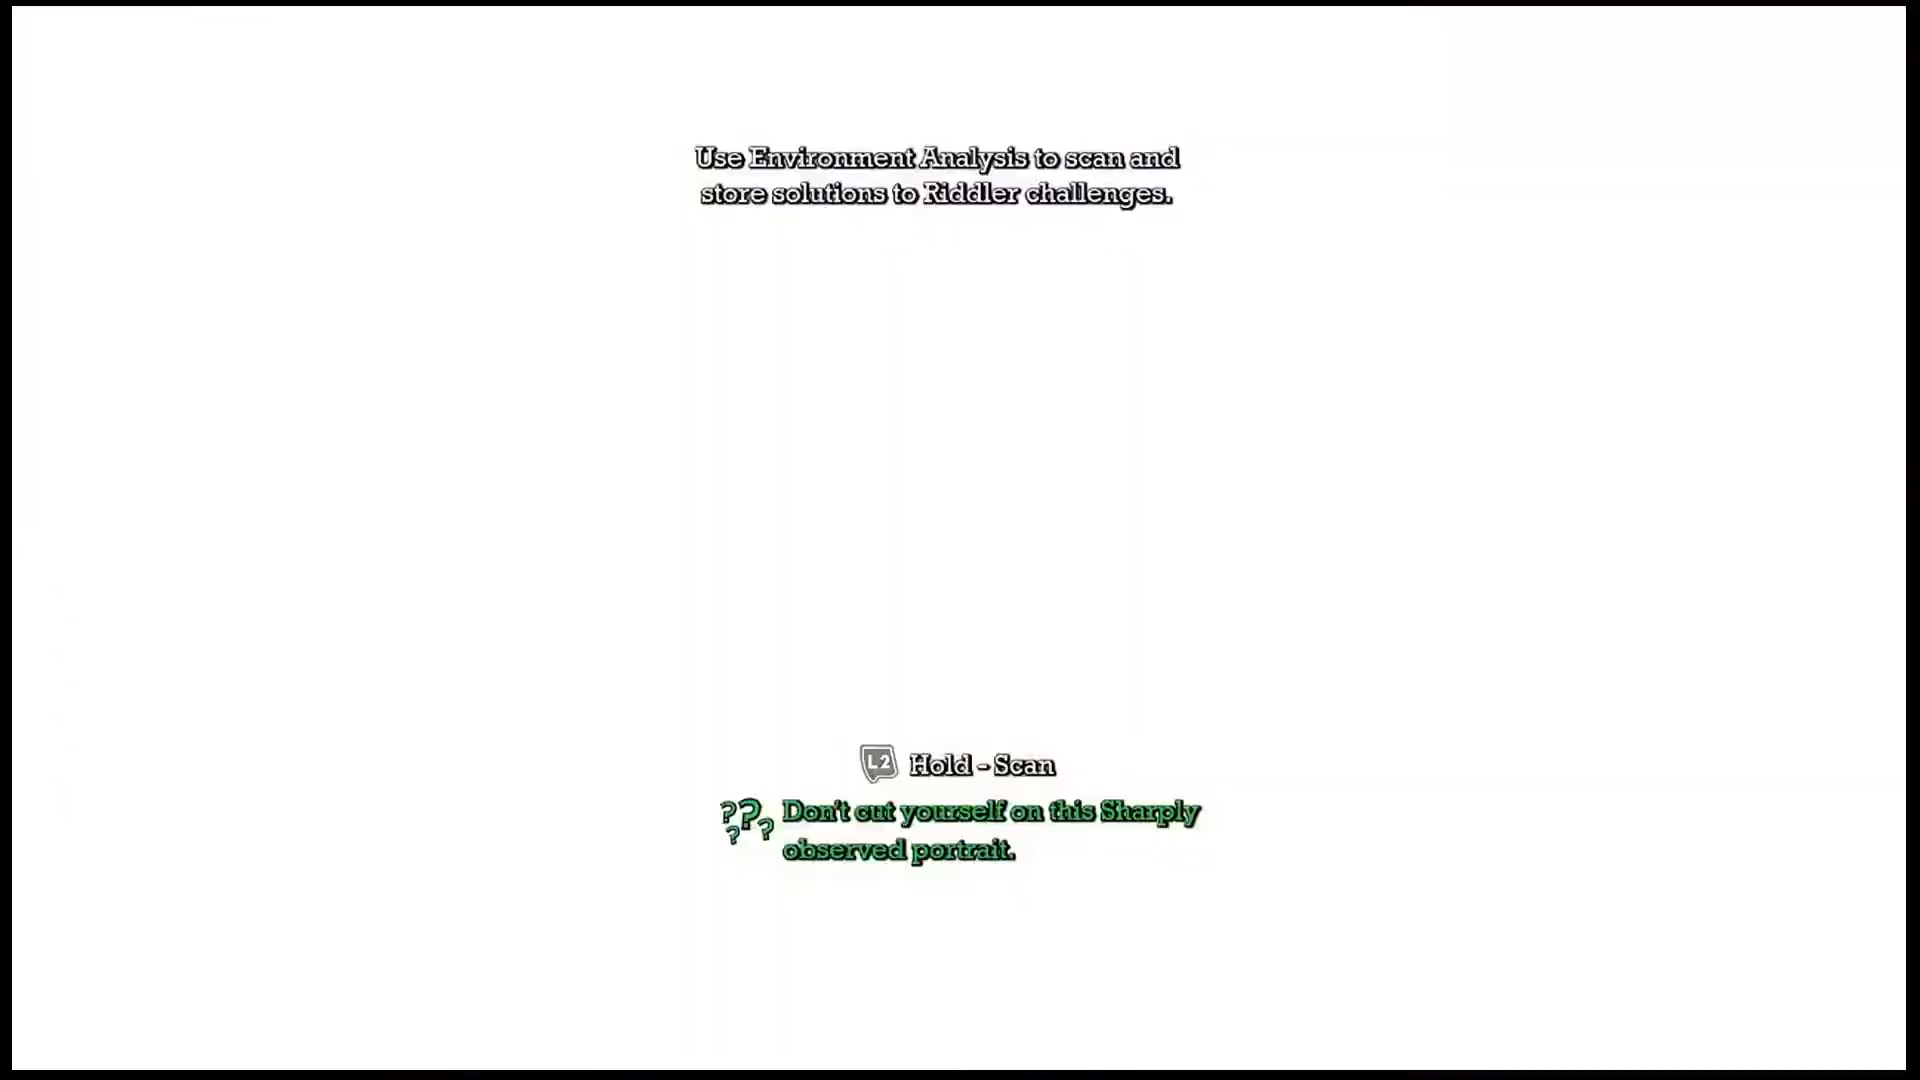 Use Environment Analysis to scan and
store solutions to Riddler challenges.
L2 Hold - Scan
??? Don't cut yourself on this Sharply
? observed portrait.